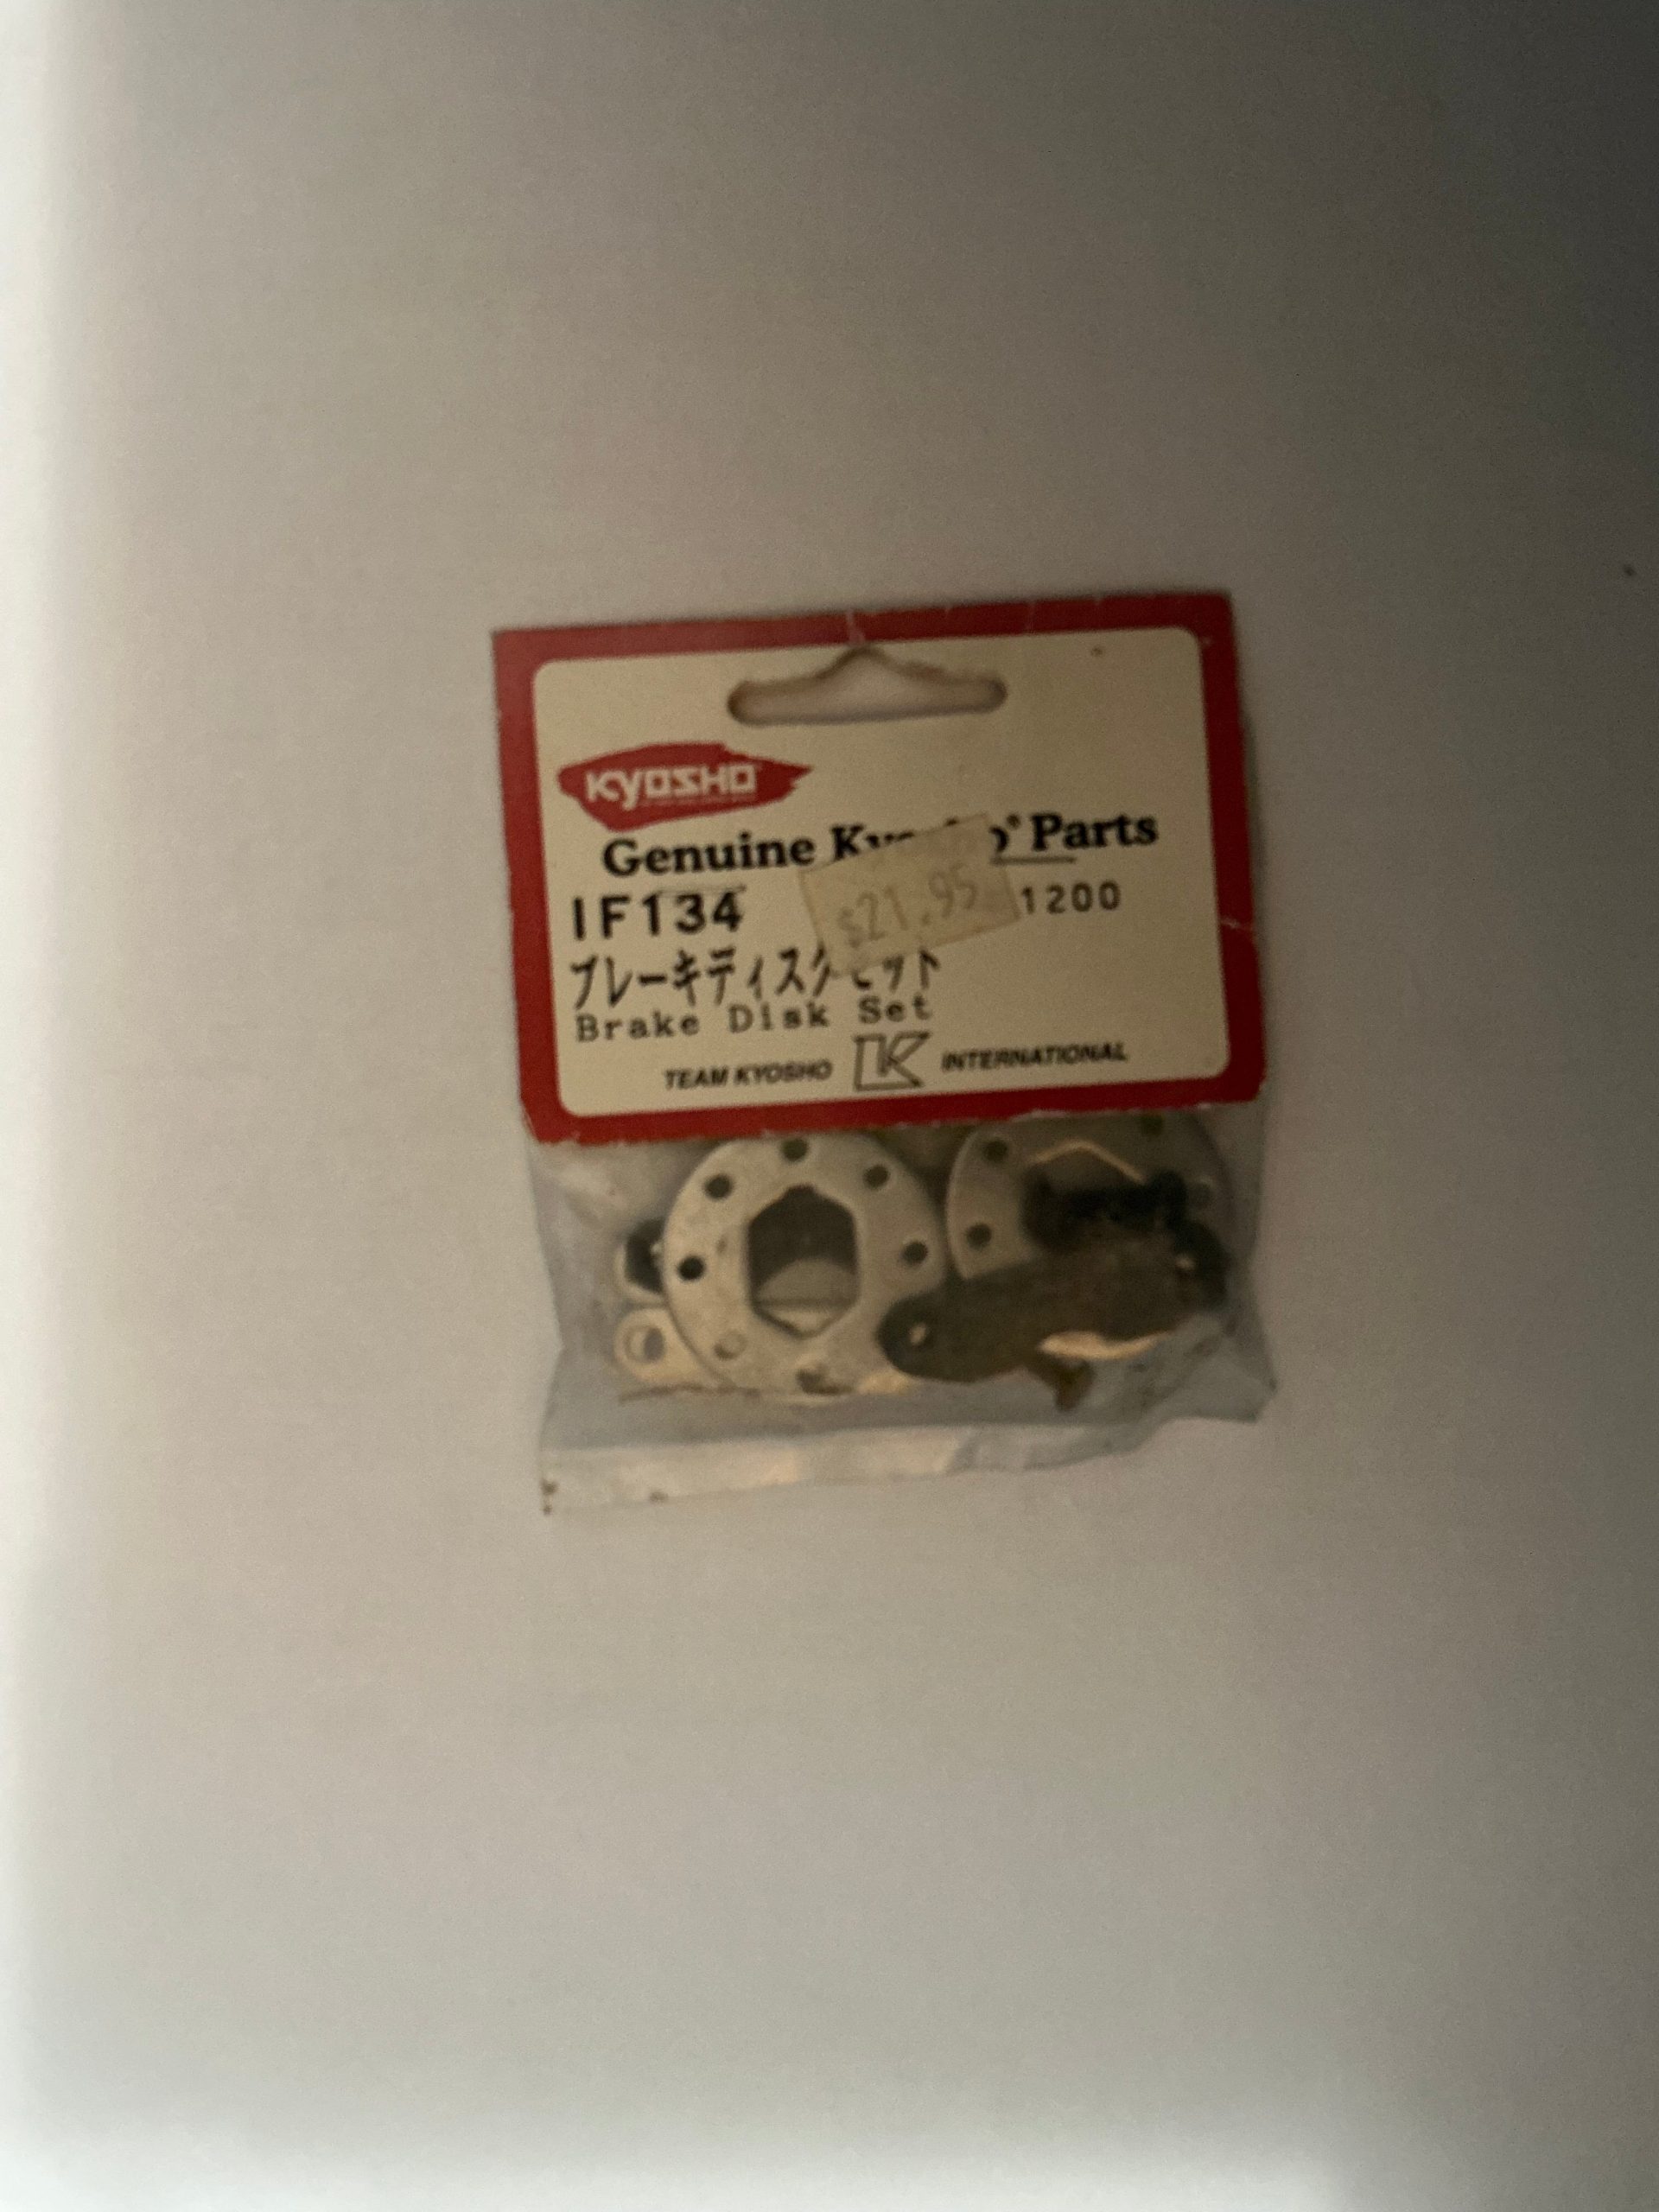 KYOSHO
Genuine Ky o® Parts
IF134
$21.95
1200
ブレーキディスクセット
Brake Disk Set
TEAM KYOSHO K INTERNATIONAL